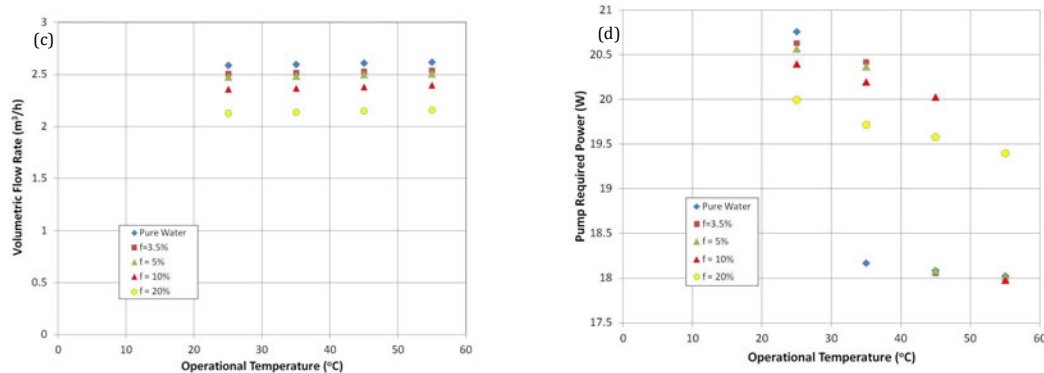 (c)
3
2.5
2
1.5
1
0.5
0
0
10
20
30
40
50
60
Volumetric Flow Rate (m³/h)
Operational Temperature (°C)
Pure Water
f=3.5%
f = 5%
f = 10%
f = 20%
(d)
21
20.5
20
19.5
19
18.5
18
17.5
0
10
20
30
40
50
60
Pump Required Power (W)
Operational Temperature (°C)
Pure Water
f=3.5%
f = 5%
f = 10%
f = 20%